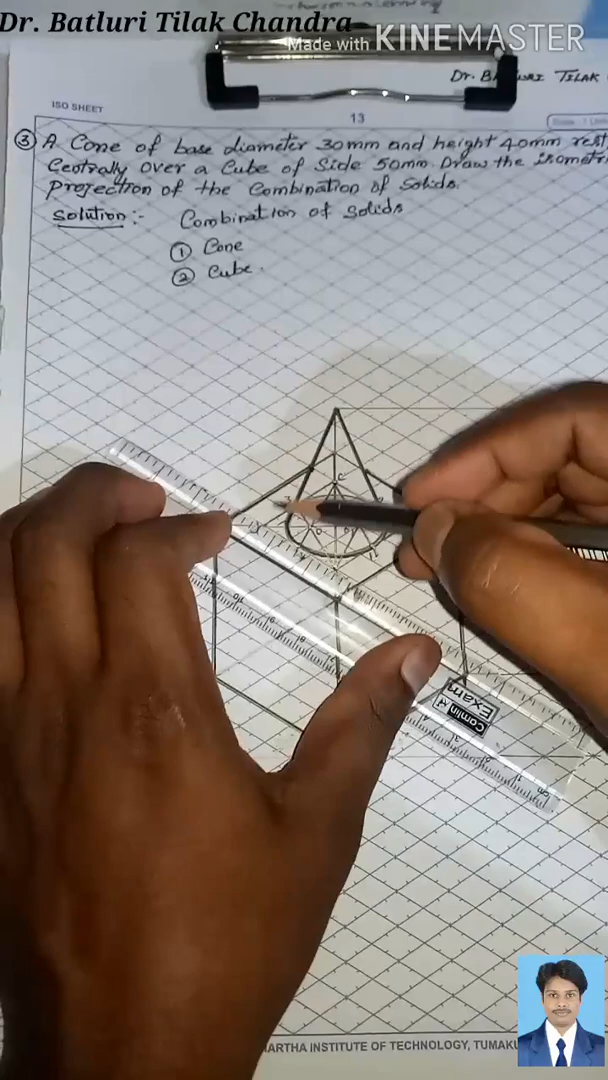 Dr. Batluri Tilak Chandra
Made with KINEMASTER
TILAK
ISO SHEET
13
③ A Cone of base diameter 30mm and height 40mm rest
Centrally over a Cube of Side 50mm. Draw the isometri
projection of the Combination of Solids.
Solution:- Combination of solids
① Cone
② Cube.
Camlin
Exam
ARTHA INSTITUTE OF TECHNOLOGY, TUMAKU